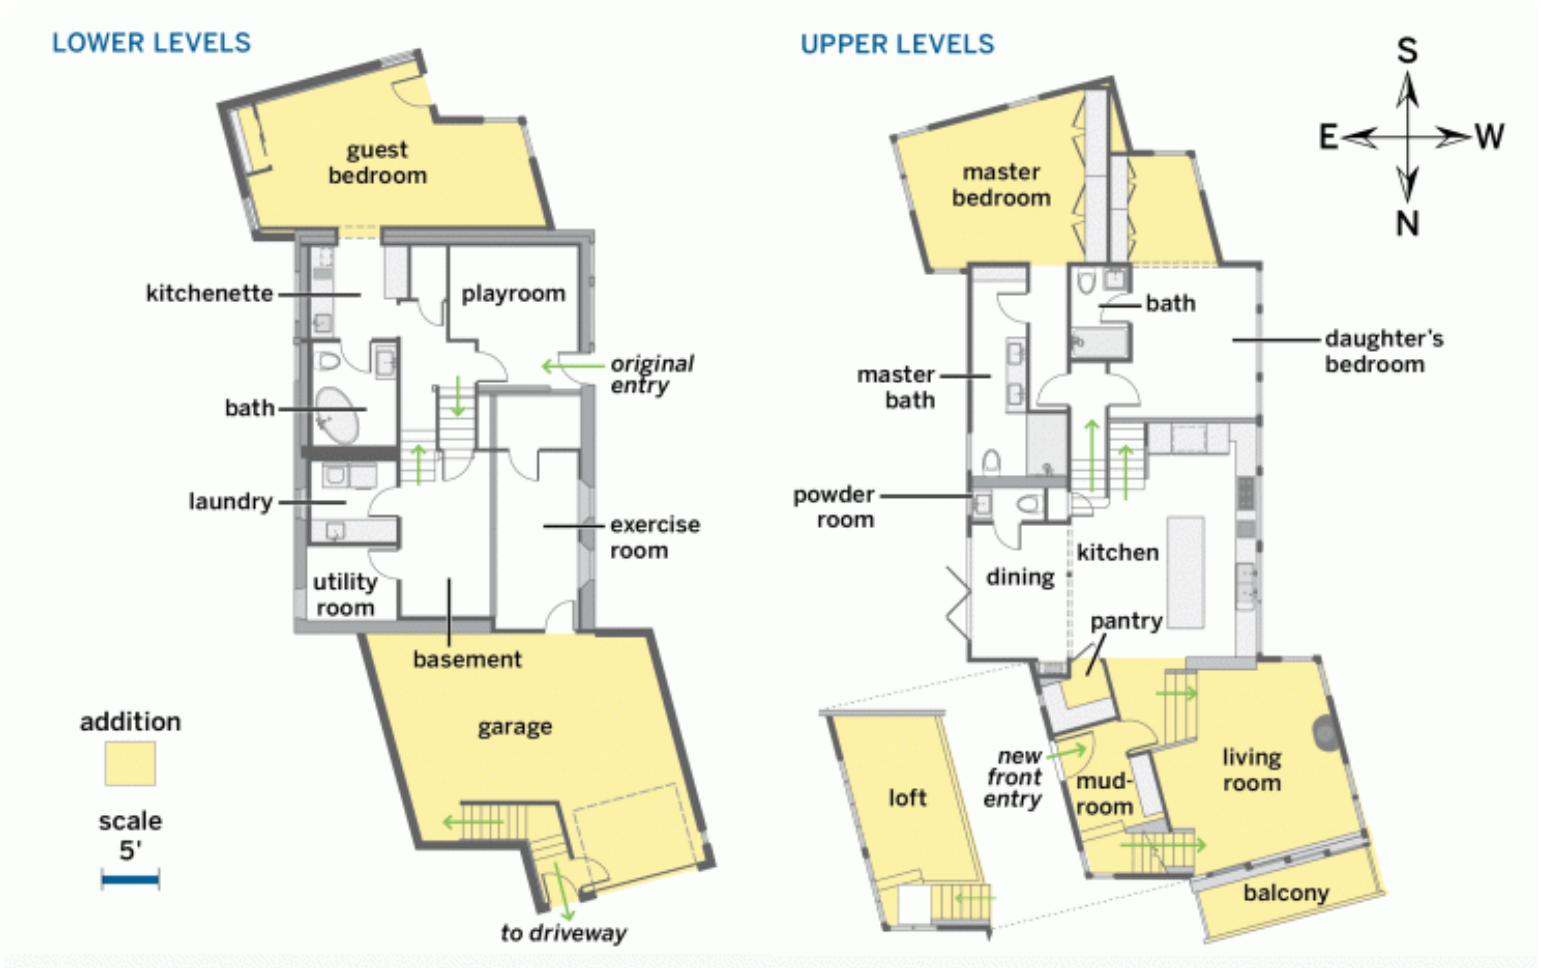 LOWER LEVELS
guest
bedroom
kitchenette
playroom
original
entry
bath
laundry
exercise
room
utility
room
basement
garage
addition
scale
5'
to driveway
UPPER LEVELS
S
E
W
N
master
bedroom
bath
daughter's
bedroom
master
bath
powder
room
kitchen
dining
pantry
new
front
entry
mud-
room
living
room
loft
balcony